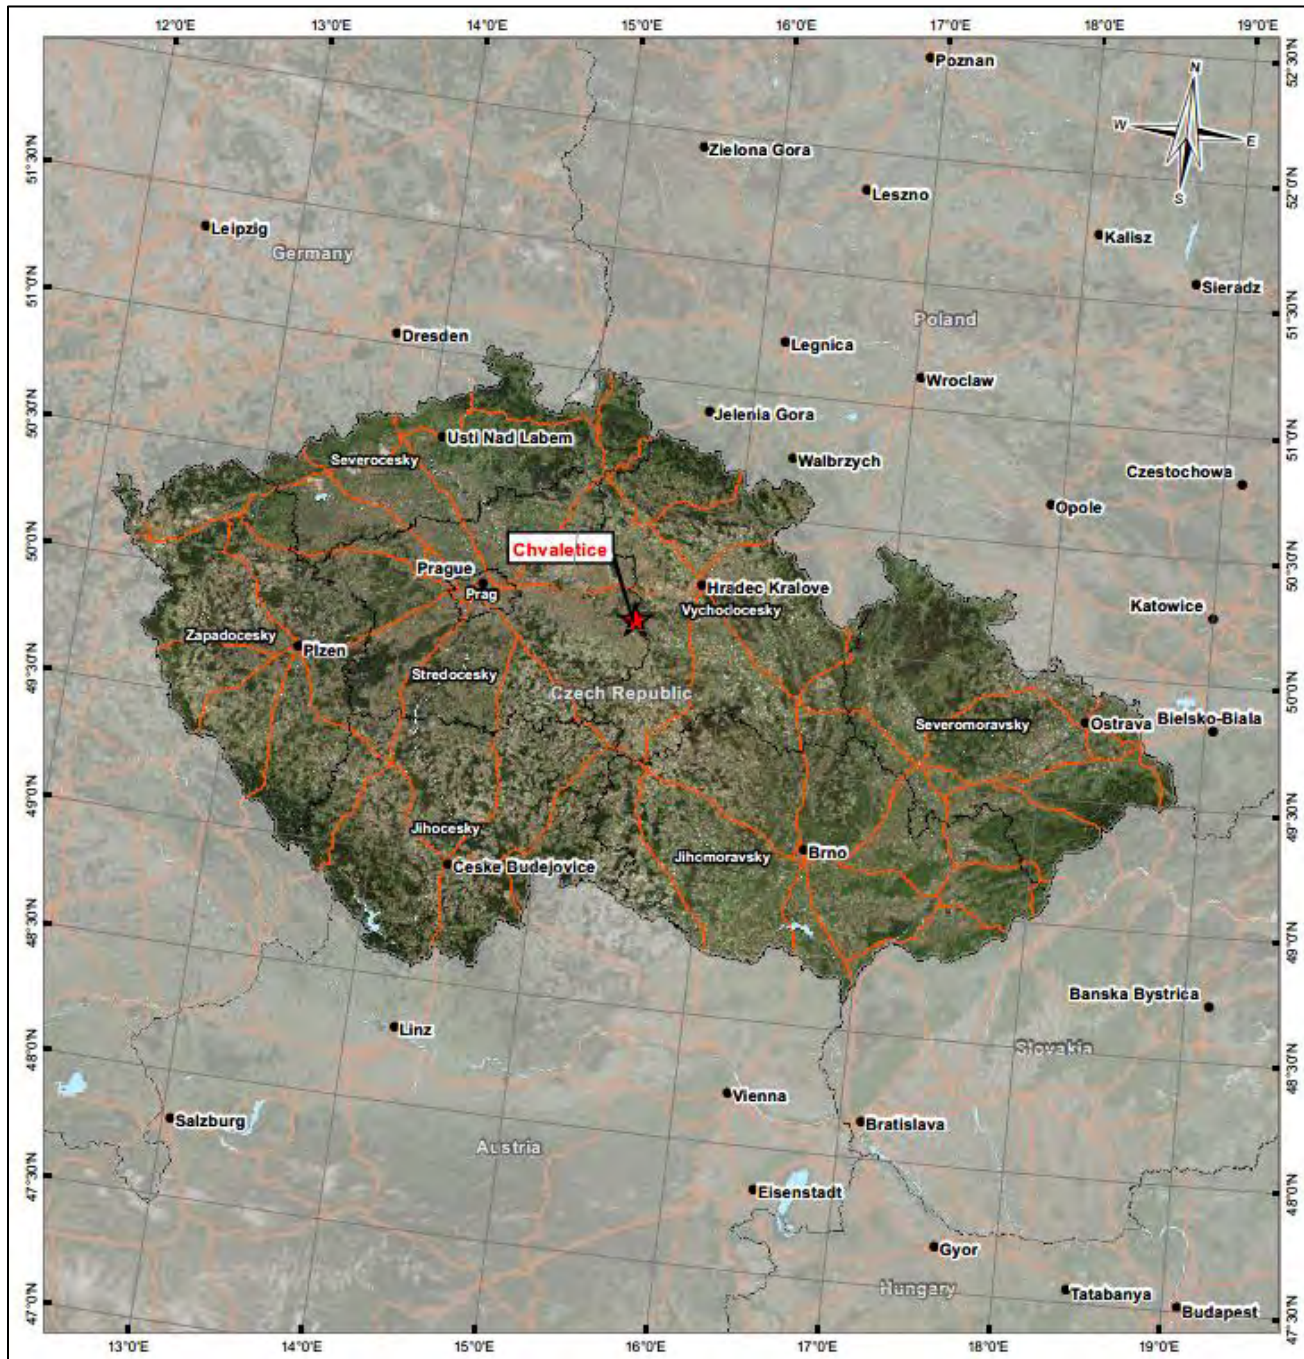 12°0'E 13°0'E 14°0'E 15°0'E 16°0'E 17°0'E 18°0'E 19°0'E
52°30'N
Poznan
N
W
E
S
51°30'N
Zielona Gora
52°0'N
Leszno
Leipzig
Kalisz
Germany
Sieradz
51°0'N
51°30'N
Poland
Dresden
Legnica
Wroclaw
50°30'N
Jelenia Gora
Usti Nad Labem
51°0'N
Severocesky
Walbrzych
Czestochowa
Opole
50°0'N
Chvaletice
50°30'N
Prague
Hradec Kralove
Prag
Vychodocesky
Katowice
Zapadocesky
Plzen
49°30'N
Stredocesky
Czech Republic
50°0'N
Severomoravsky
Ostrava
Bielsko-Biala
49°0'N
49°30'N
Jihocesky
Ceske Budejovice
Jihomoravsky
Brno
48°30'N
49°0'N
Banska Bystrica
Linz
48°0'N
Slovakia
48°30'N
Vienna
Salzburg
Bratislava
Austria
47°30'N
Eisenstadt
48°0'N
Gyor
Hungary
Tatabanya
47°0'N
Budapest
47°30'N
13°0'E 14°0'E 15°0'E 16°0'E 17°0'E 18°0'E 19°0'E